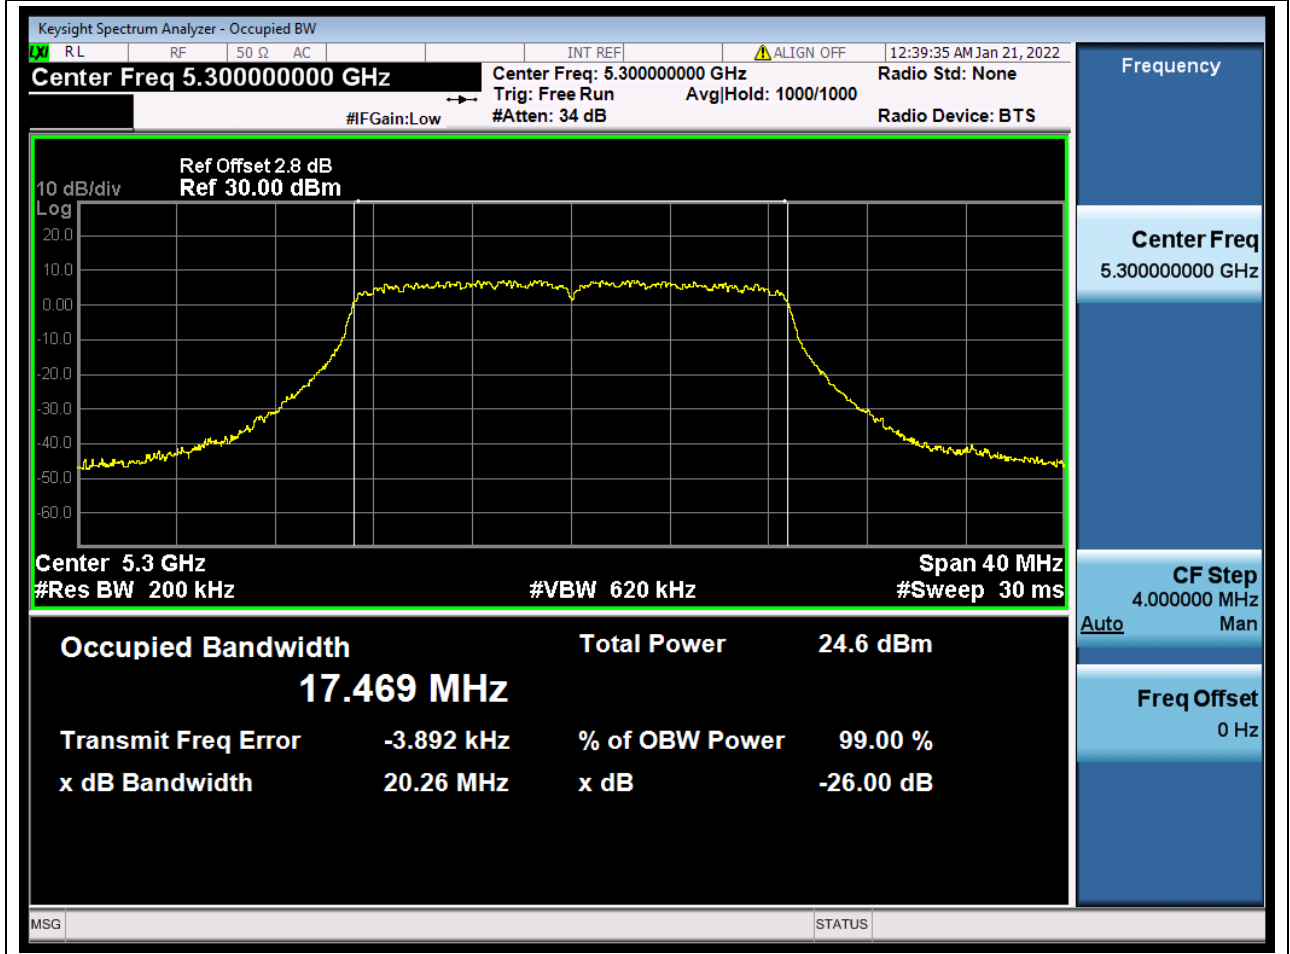 Keysight Spectrum Analyzer - Occupied BW
LXI RL RF 50 Ω AC INT REF ALIGN OFF 12:39:35 AM Jan 21, 2022
Center Freq 5.300000000 GHz
Center Freq: 5.300000000 GHz Radio Std: None
Trig: Free Run Avg|Hold: 1000/1000
#IFGain:Low #Atten: 34 dB Radio Device: BTS
Ref Offset 2.8 dB
10 dB/div Ref 30.00 dBm
Log
20.0
10.0
0.00
-10.0
-20.0
-30.0
-40.0
-50.0
-60.0
Center 5.3 GHz Span 40 MHz
#Res BW 200 kHz #VBW 620 kHz #Sweep 30 ms
Occupied Bandwidth Total Power 24.6 dBm
17.469 MHz
Transmit Freq Error -3.892 kHz % of OBW Power 99.00 %
x dB Bandwidth 20.26 MHz x dB -26.00 dB
Frequency
Center Freq
5.300000000 GHz
CF Step
4.000000 MHz
Auto Man
Freq Offset
0 Hz
MSG STATUS